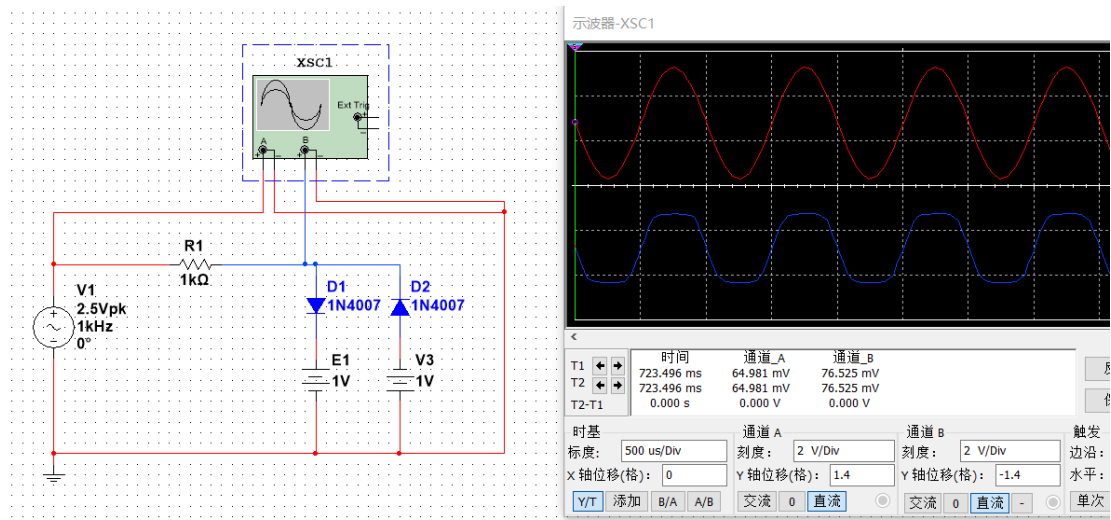 XSC1
Ext Trig
+
-
A
B
+
-
+
-
R1
1kΩ
V1
2.5Vpk
1kHz
0°
D1
1N4007
D2
1N4007
E1
1V
V3
1V
示波器-XSC1
T1
T2
T2-T1
时间 通道_A 通道_B
723.496 ms 64.981 mV 76.525 mV
723.496 ms 64.981 mV 76.525 mV
0.000 s 0.000 V 0.000 V
时基
标度： 500 us/Div
X 轴位移(格)： 0
Y/T 添加 B/A A/B
通道 A
刻度： 2 V/Div
Y 轴位移(格)： 1.4
交流 0 直流
通道 B
刻度： 2 V/Div
Y 轴位移(格)： -1.4
交流 0 直流 -
触发
边沿：
水平：
单次